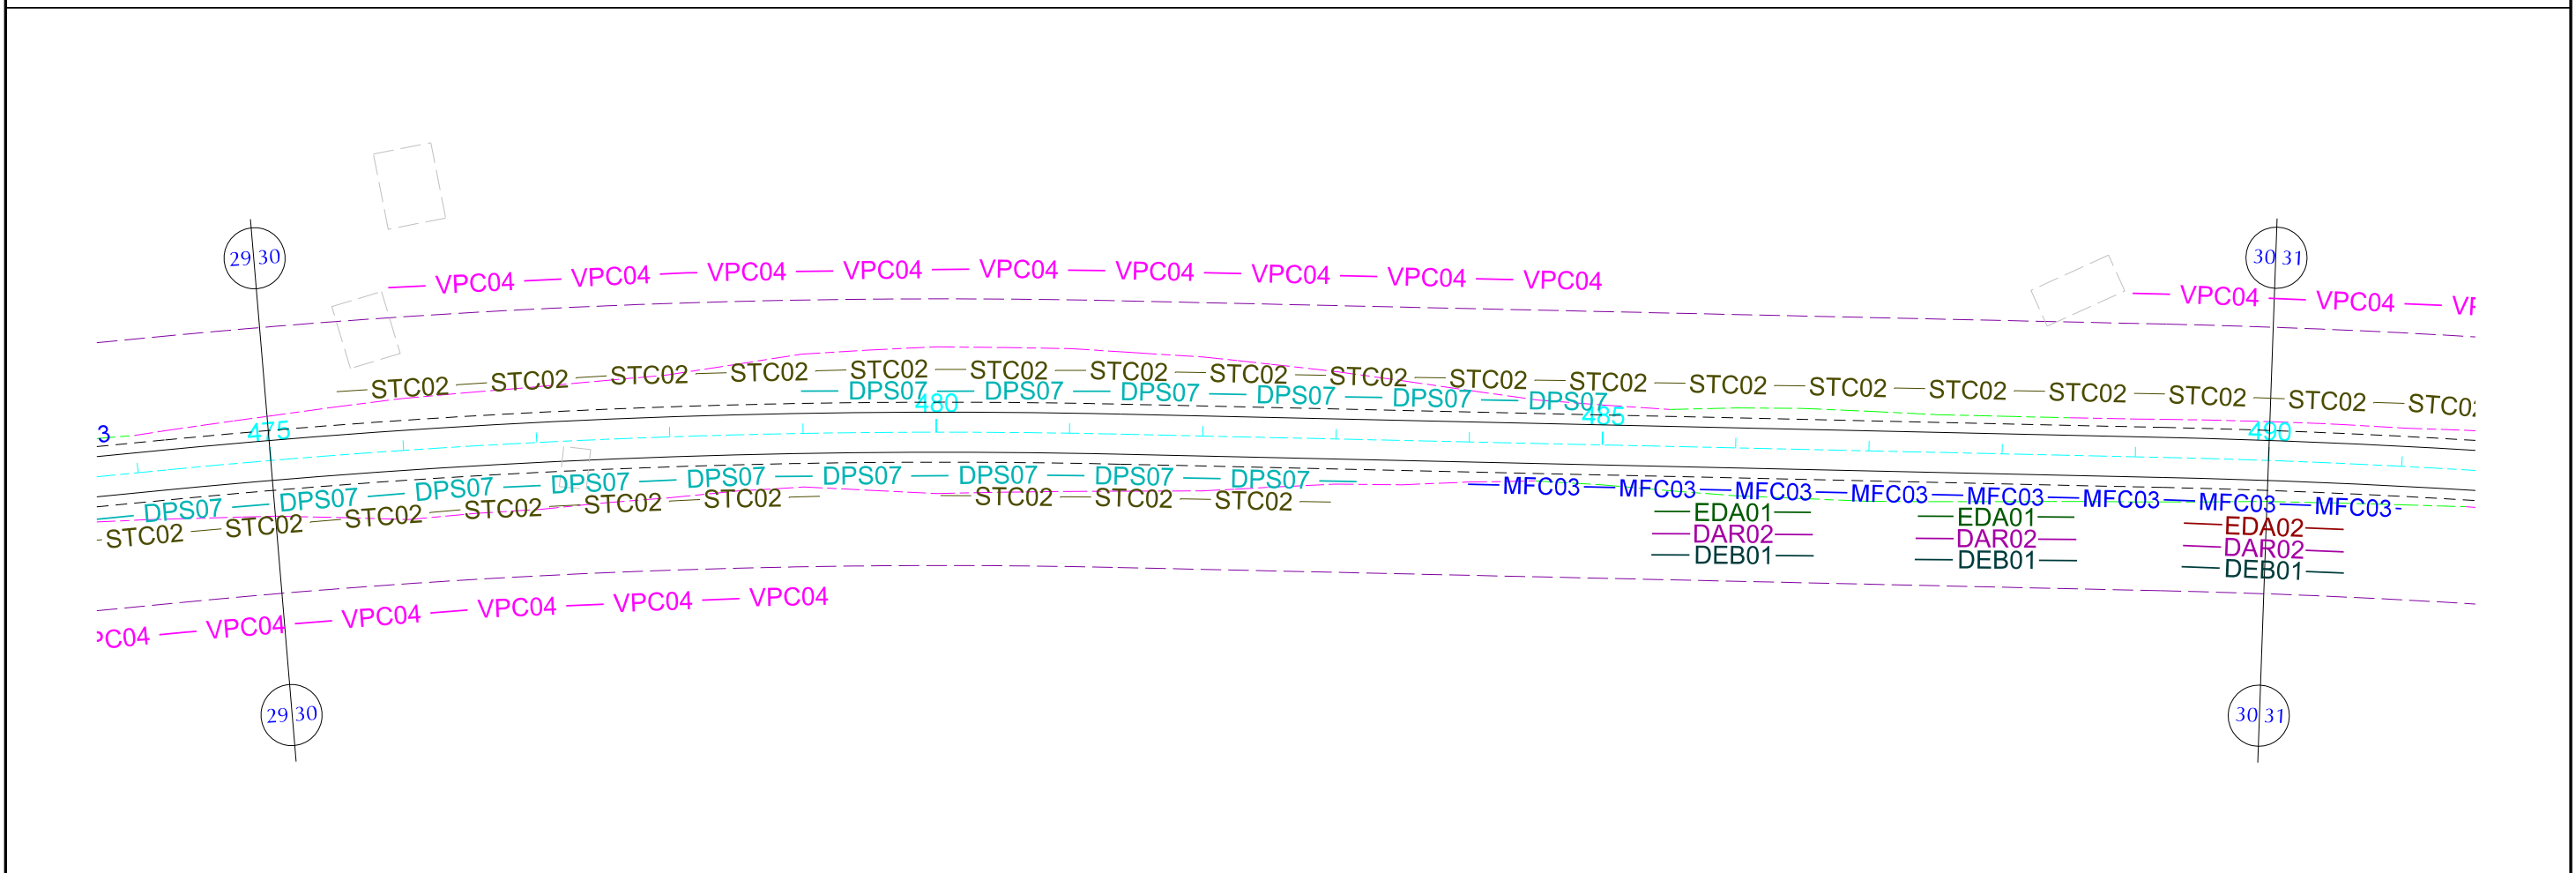 29 30
30 31
VPC04 VPC04 VPC04 VPC04 VPC04 VPC04 VPC04 VPC04 VPC04
VPC04 VPC04
STC02 STC02 STC02 STC02 STC02 STC02 STC02 STC02 STC02 STC02 STC02 STC02 STC02 STC02 STC02 STC02 STC02
DPS07 DPS07 DPS07 DPS07 DPS07 DPS07
3
475
480
485
490
DPS07 DPS07 DPS07 DPS07 DPS07 DPS07 DPS07 DPS07 DPS07
MFC03 MFC03 MFC03 MFC03 MFC03 MFC03 MFC03 MFC03
STC02 STC02 STC02 STC02 STC02 STC02
STC02 STC02 STC02
EDA01
DAR02
DEB01
EDA01
DAR02
DEB01
EDA02
DAR02
DEB01
VPC04 VPC04 VPC04 VPC04 VPC04
29 30
30 31